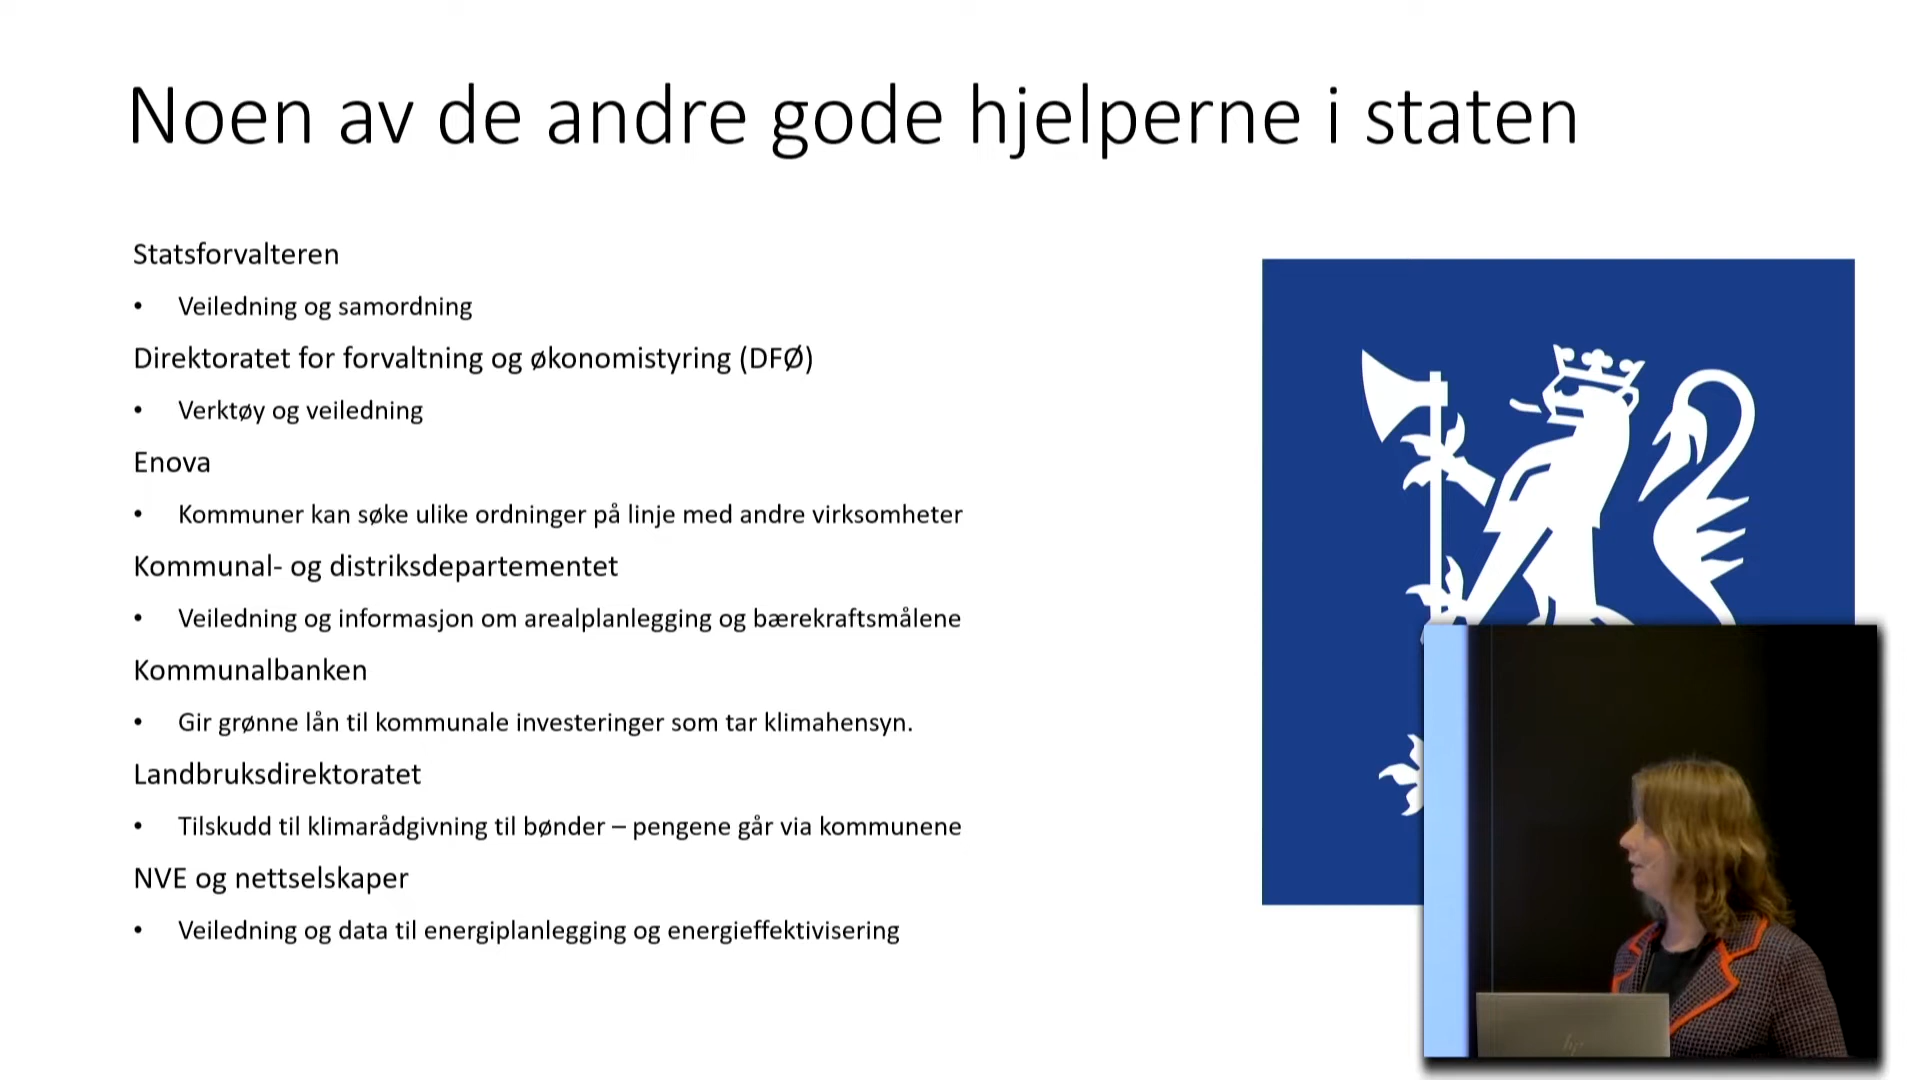 Noen av de andre gode hjelperne i staten
Statsforvalteren
• Veiledning og samordning
Direktoratet for forvaltning og økonomistyring (DFØ)
• Verktøy og veiledning
Enova
• Kommuner kan søke ulike ordninger på linje med andre virksomheter
Kommunal- og distriksdepartementet
• Veiledning og informasjon om arealplanlegging og bærekraftsmålene
Kommunalbanken
• Gir grønne lån til kommunale investeringer som tar klimahensyn.
Landbruksdirektoratet
• Tilskudd til klimarådgivning til bønder – pengene går via kommunene
NVE og nettselskaper
• Veiledning og data til energiplanlegging og energieffektivisering
hp